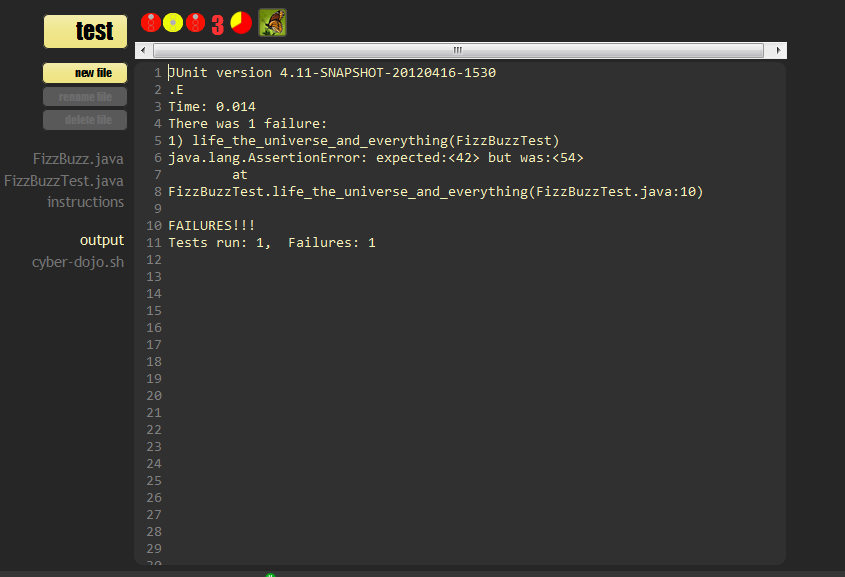 test
3
new file
rename file
delete file
FizzBuzz.java
FizzBuzzTest.java
instructions
output
cyber-dojo.sh
1 JUnit version 4.11-SNAPSHOT-20120416-1530
2 .E
3 Time: 0.014
4 There was 1 failure:
5 1) life_the_universe_and_everything(FizzBuzzTest)
6 java.lang.AssertionError: expected:<42> but was:<54>
7 at
8 FizzBuzzTest.life_the_universe_and_everything(FizzBuzzTest.java:10)
9
10 FAILURES!!!
11 Tests run: 1,  Failures: 1
12
13
14
15
16
17
18
19
20
21
22
23
24
25
26
27
28
29
30